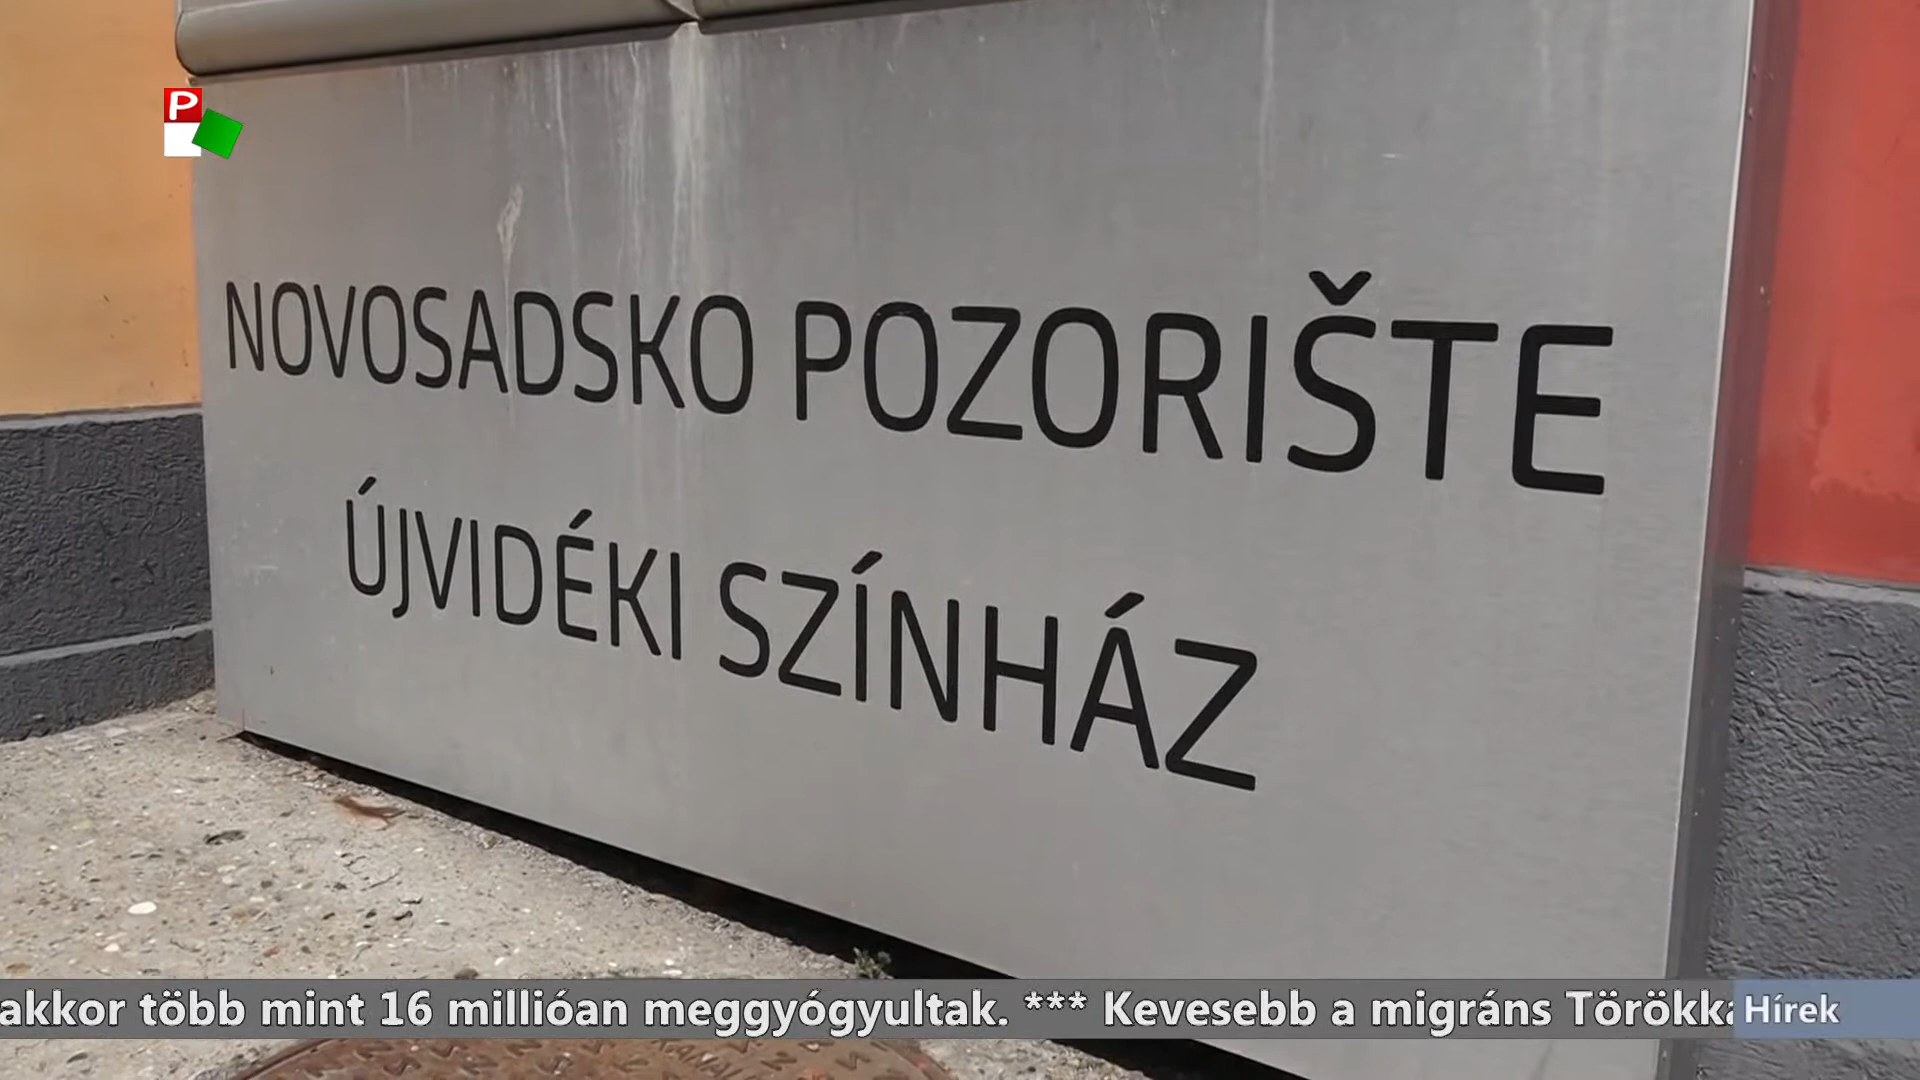 P
NOVOSADSKO POZORIŠTE
ÚJVIDÉKI SZÍNHÁZ
akkor több mint 16 millióan meggyógyultak. *** Kevesebb a migráns
Hírek